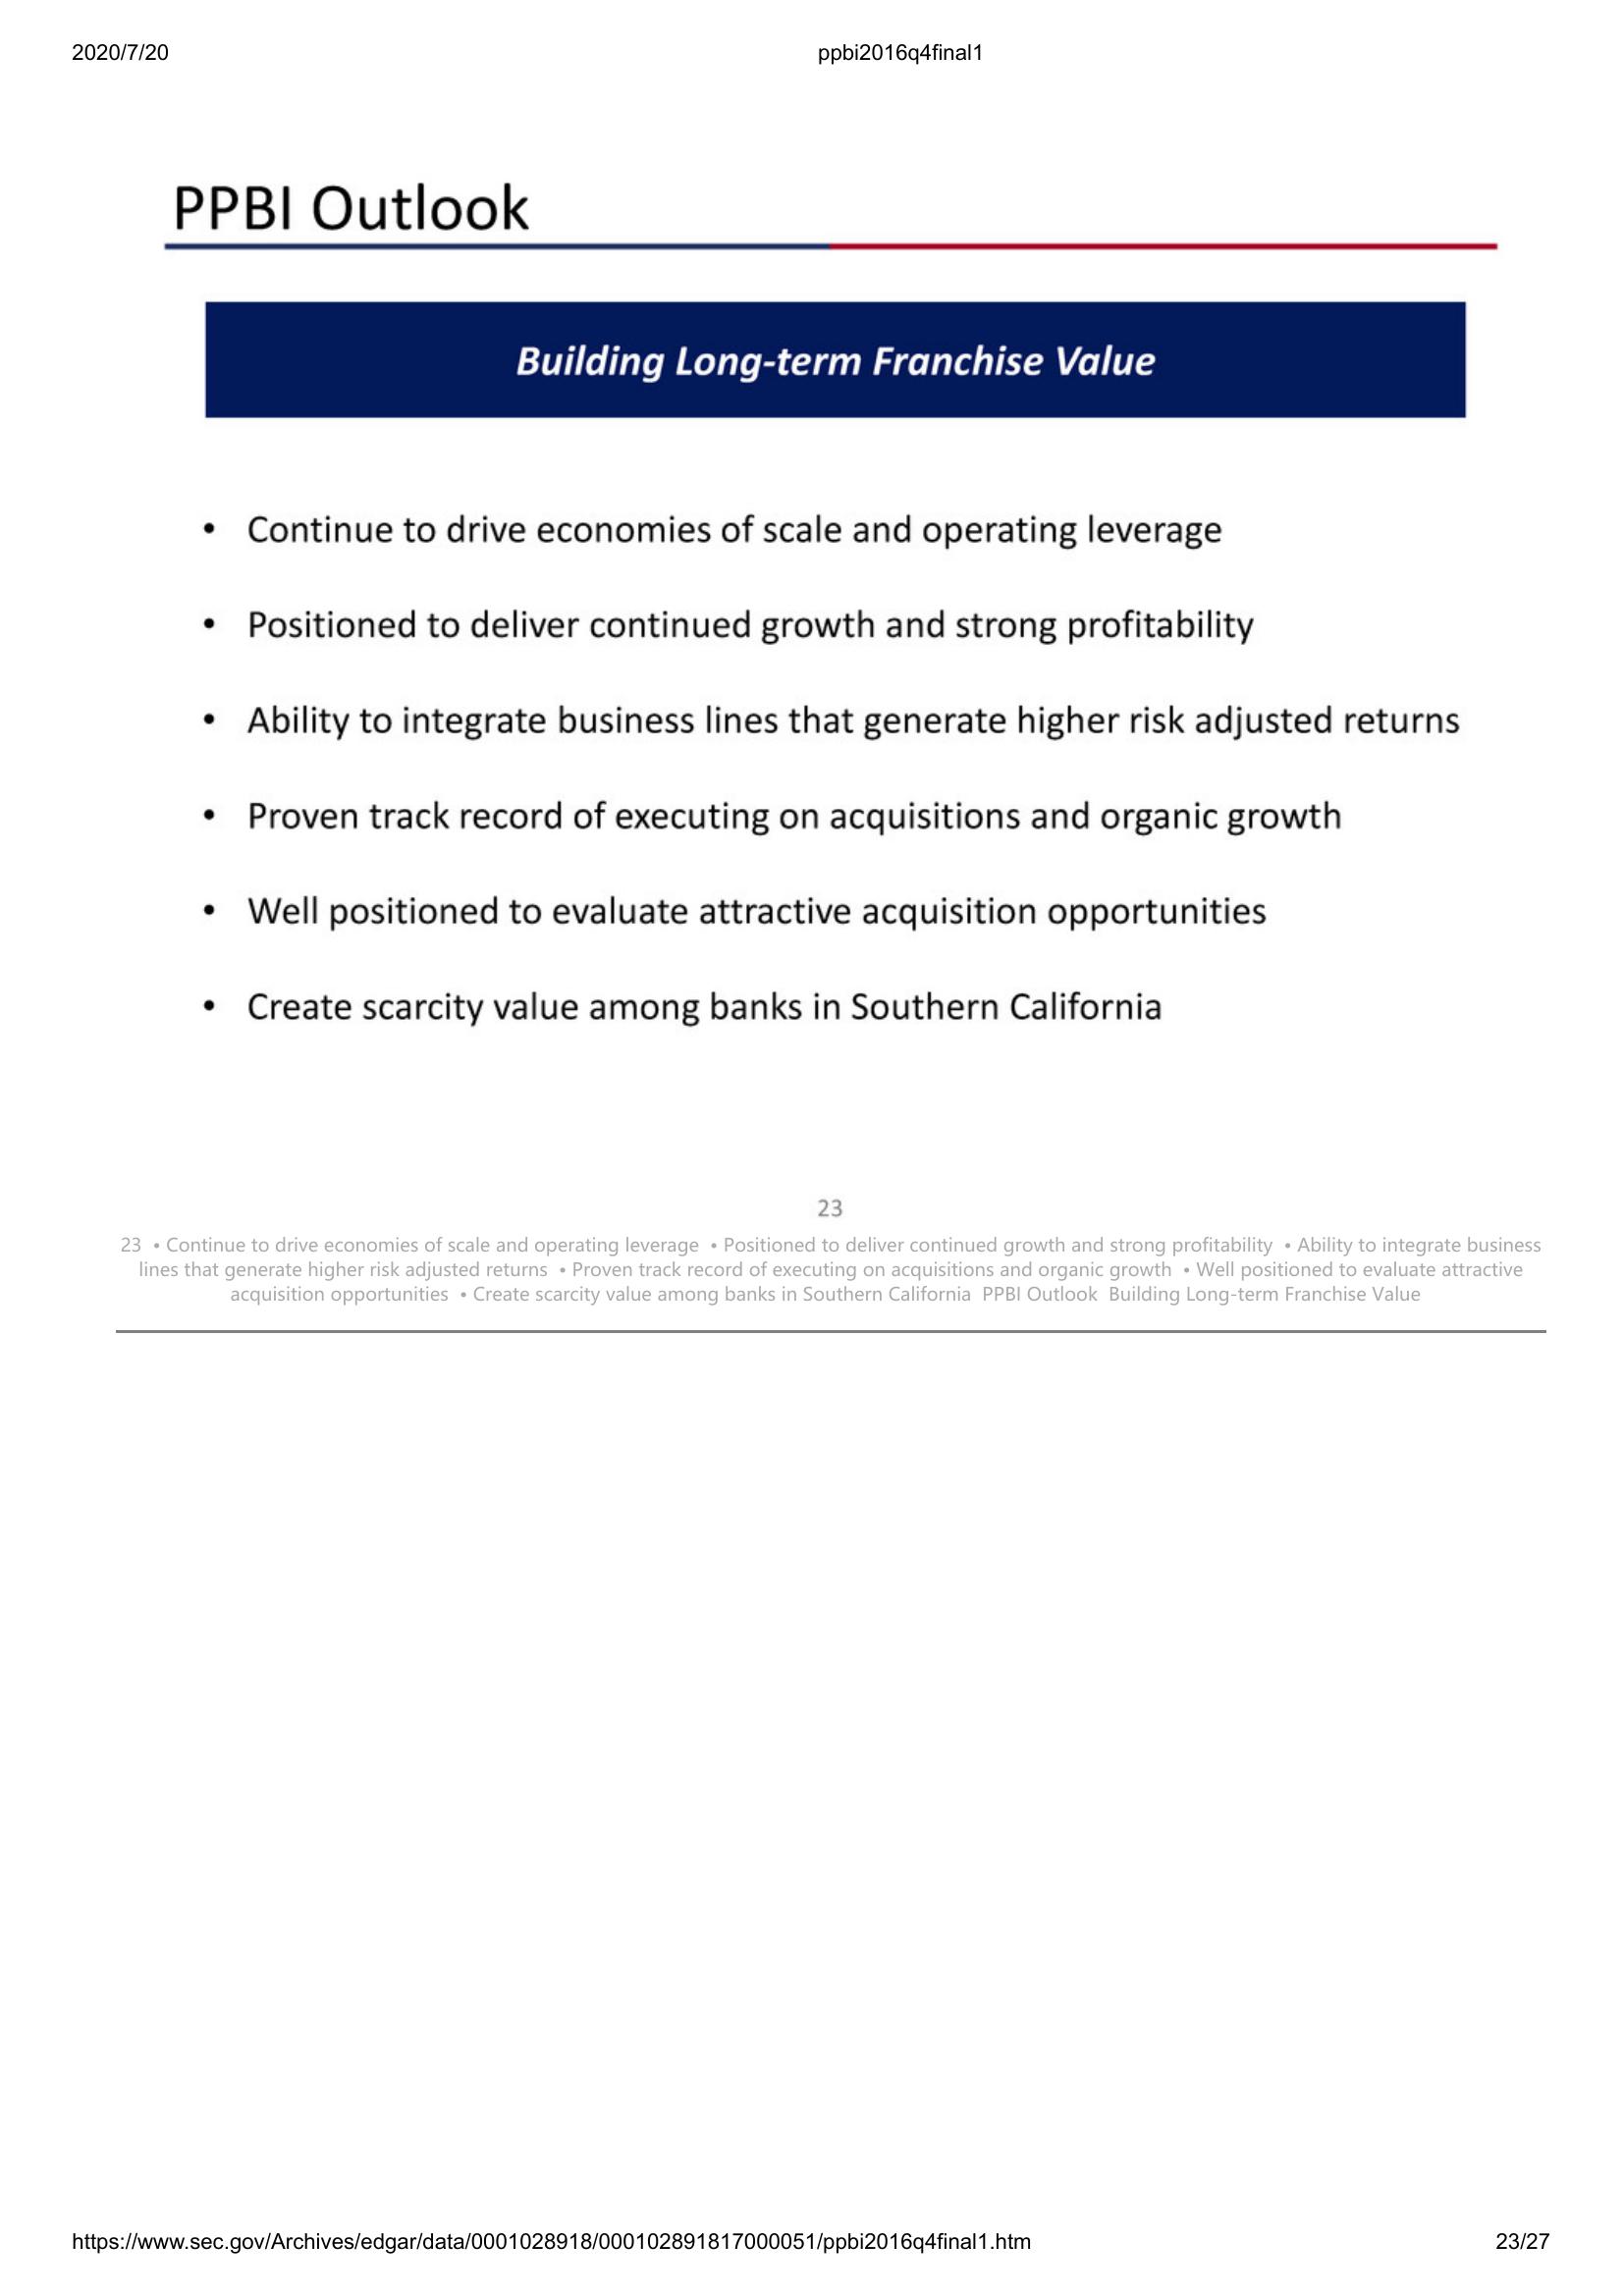 2020/7/20
ppbi2016q4final1
PPBI Outlook
Building Long-term Franchise Value
• Continue to drive economies of scale and operating leverage
• Positioned to deliver continued growth and strong profitability
• Ability to integrate business lines that generate higher risk adjusted returns
• Proven track record of executing on acquisitions and organic growth
• Well positioned to evaluate attractive acquisition opportunities
• Create scarcity value among banks in Southern California
23
23 • Continue to drive economies of scale and operating leverage • Positioned to deliver continued growth and strong profitability • Ability to integrate business
lines that generate higher risk adjusted returns • Proven track record of executing on acquisitions and organic growth • Well positioned to evaluate attractive
acquisition opportunities • Create scarcity value among banks in Southern California PPBI Outlook Building Long-term Franchise Value
https://www.sec.gov/Archives/edgar/data/0001028918/000102891817000051/ppbi2016q4final1.htm
23/27